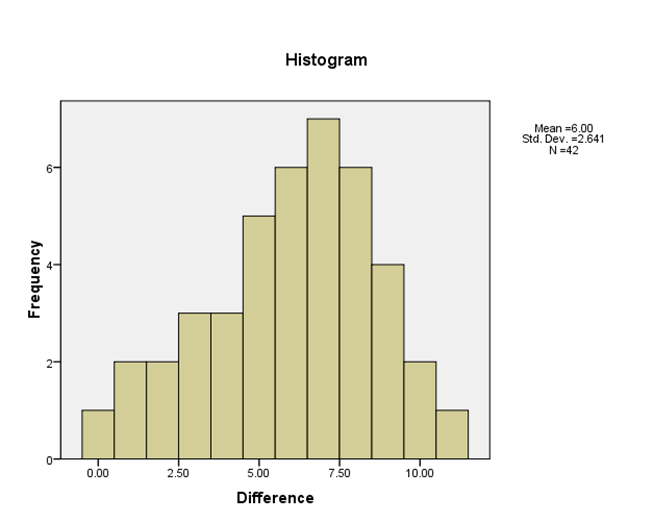 Histogram
Mean =6.00
Std. Dev. =2.641
N =42
Frequency
6
4
2
0
0.00 2.50 5.00 7.50 10.00
Difference